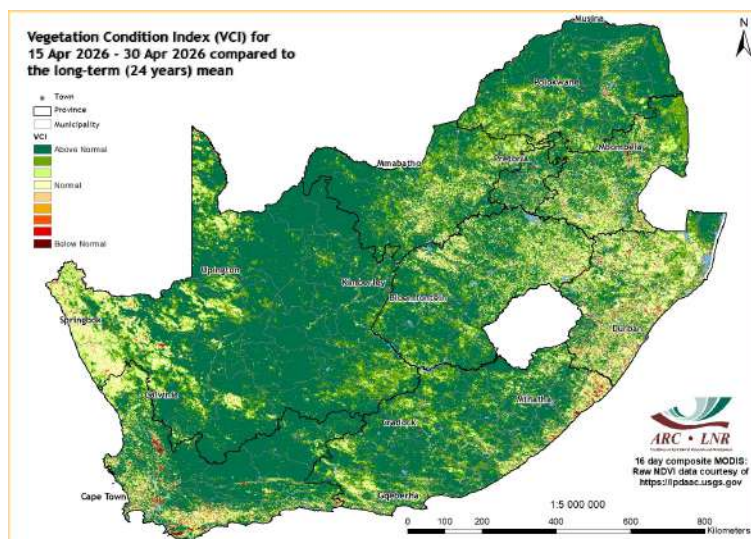 Vegetation Condition Index (VCI) for
15 Apr 2026 - 30 Apr 2026 compared to
the long-term (24 years) mean
N
Town
Province
Municipality
VCI
Above Normal
Normal
Below Normal
Musina
Polokwane
Mmabatho
Pretoria
Mbombela
Upington
Kimberley
Bloemfontein
Springbok
Durban
Calvinia
Mthatha
Cradock
Cape Town
Gqeberha
ARC • LNR
16 day composite MODIS:
Raw NDVI data courtesy of
https://lpdaac.usgs.gov
1:5 000 000
0 100 200 400 600 800
Kilometers